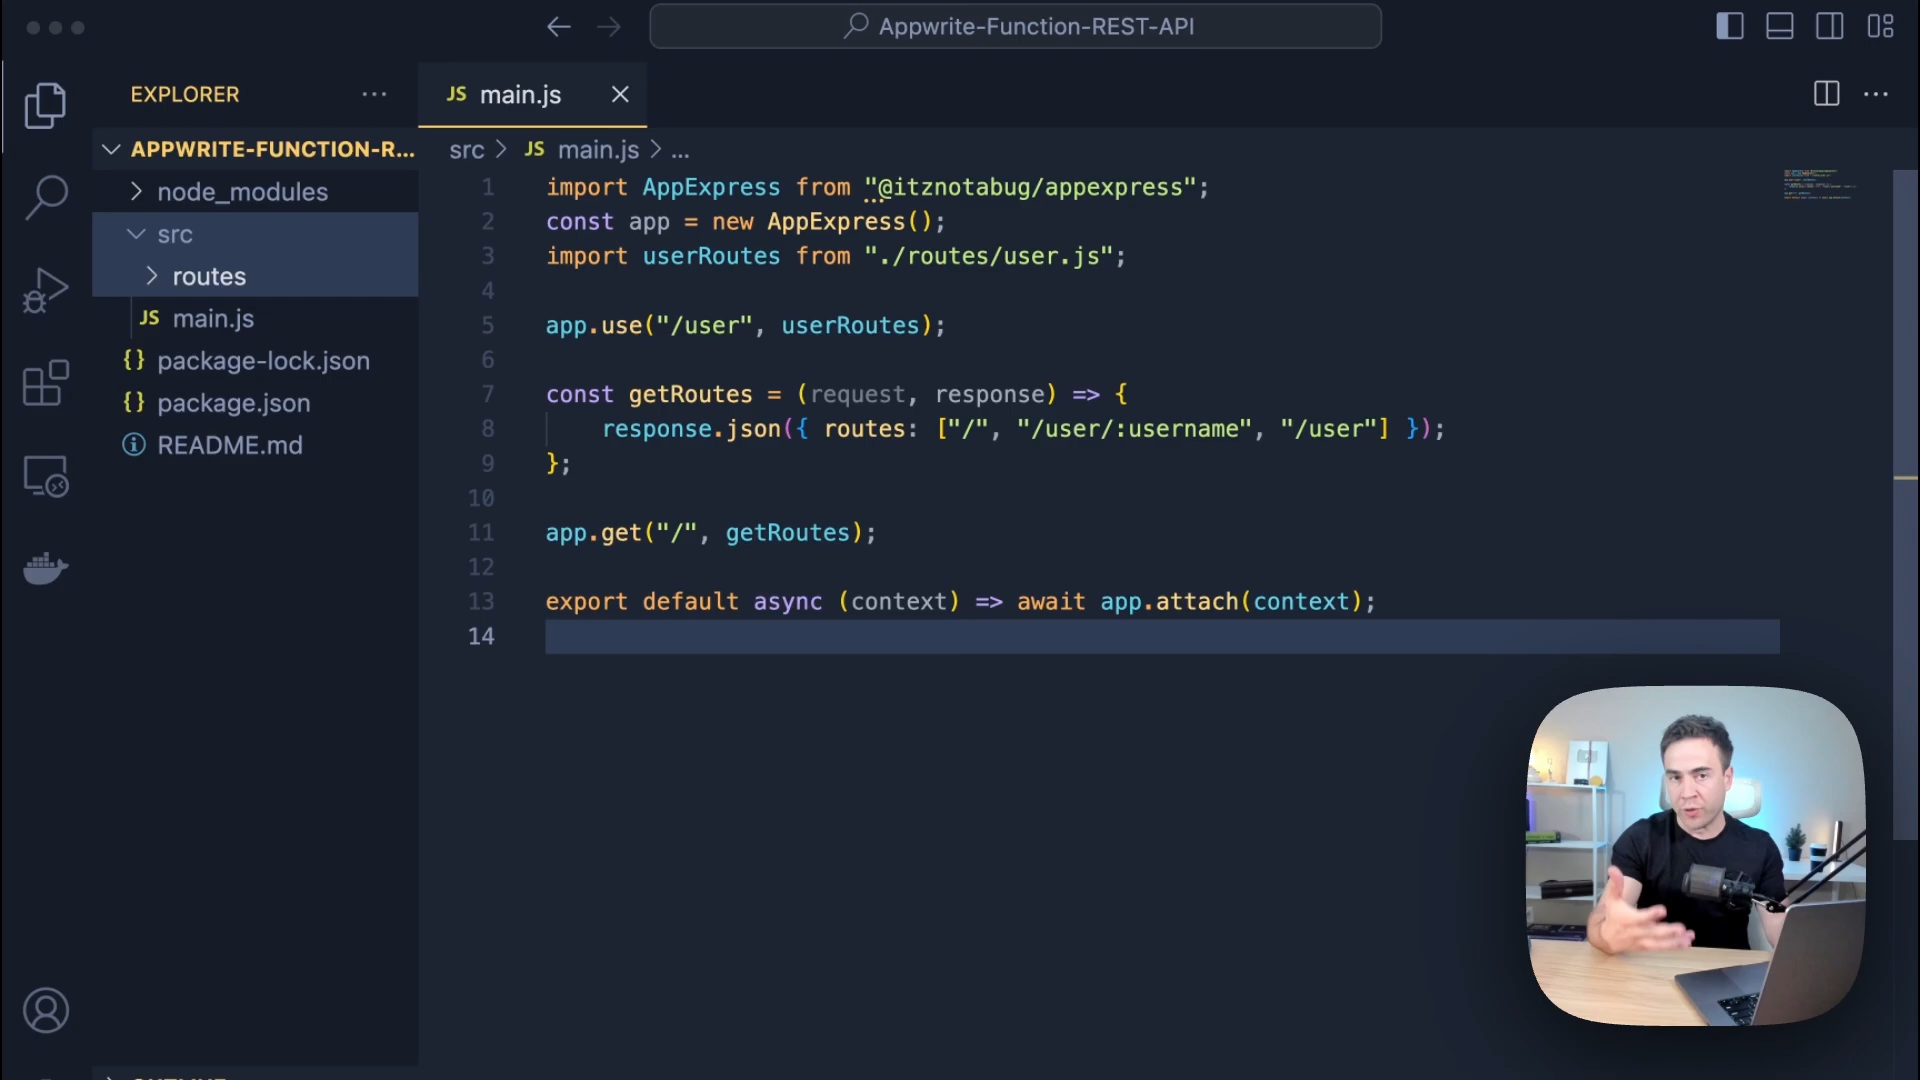 Appwrite-Function-REST-API
EXPLORER
APPWRITE-FUNCTION-R...
node_modules
src
routes
JS main.js
{} package-lock.json
{} package.json
README.md
JS main.js
src > JS main.js > ...
1 import AppExpress from "@itznotabug/appexpress";
2 const app = new AppExpress();
3 import userRoutes from "./routes/user.js";
4
5 app.use("/user", userRoutes);
6
7 const getRoutes = (request, response) => {
8 response.json({ routes: ["/", "/user/:username", "/user"] });
9 };
10
11 app.get("/", getRoutes);
12
13 export default async (context) => await app.attach(context);
14